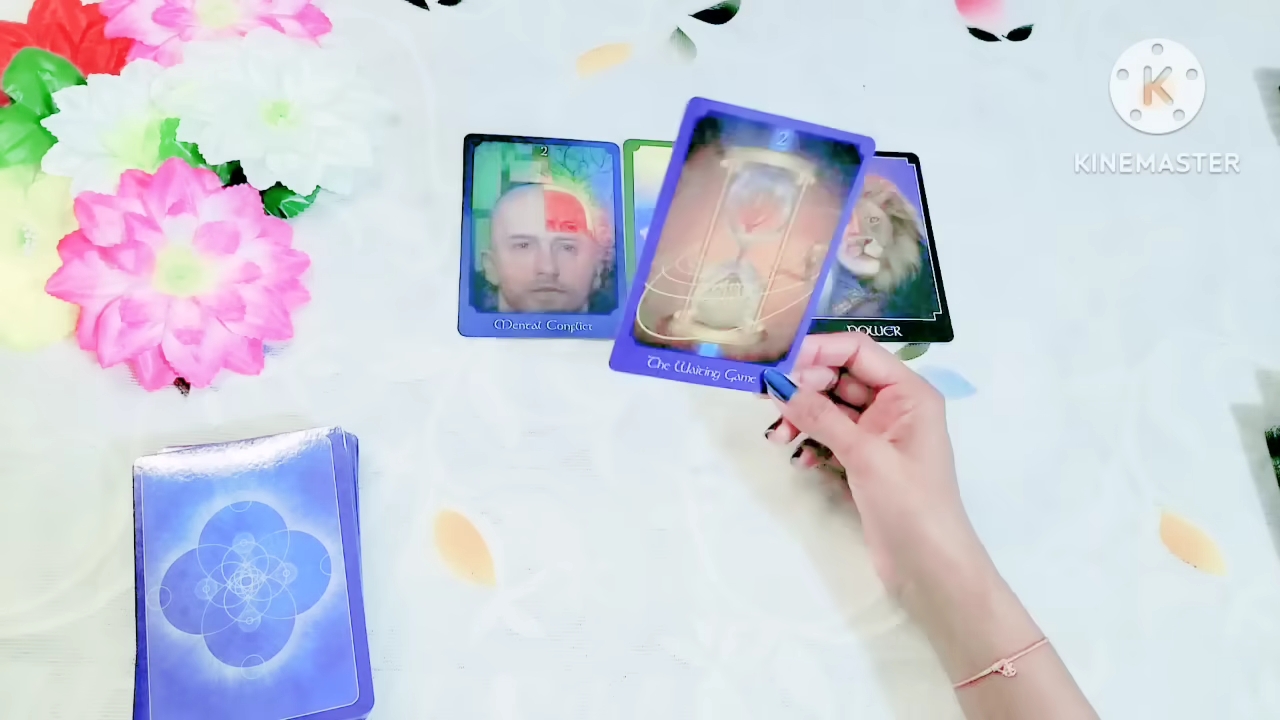 K
KINEMASTER
2
Mental Conflict
2
The Waiting Game
POWER